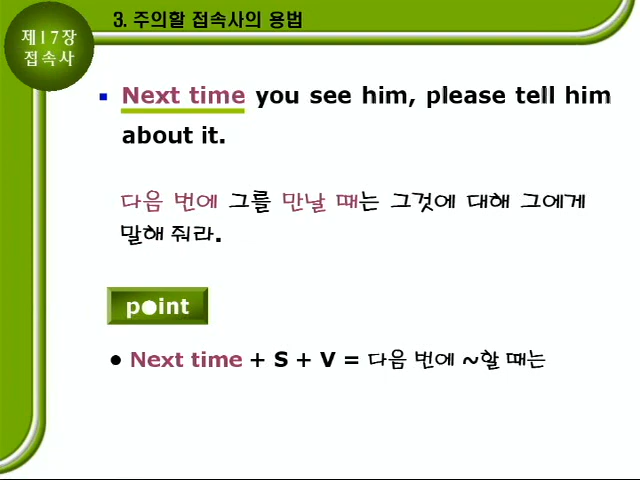 3. 주의할 접속사의 용법
제17장
접속사
Next time you see him, please tell him
about it.
다음 번에 그를 만날 때는 그것에 대해 그에게
말해 줘라.
point
● Next time + S + V = 다음 번에 ~할 때는